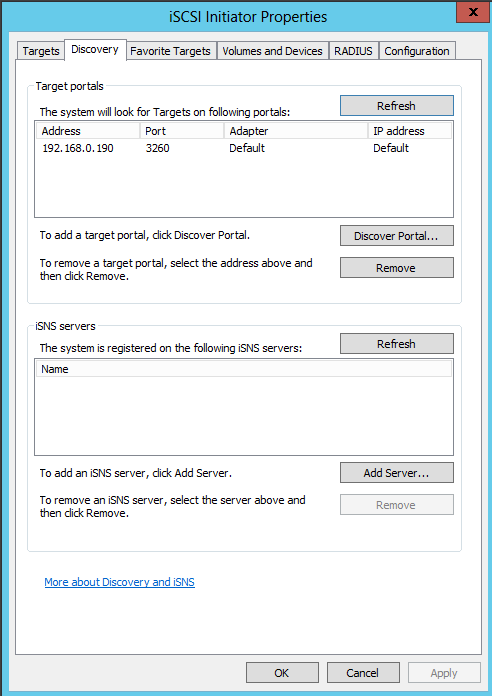 iSCSI Initiator Properties
x
Targets Discovery Favorite Targets Volumes and Devices RADIUS Configuration
Target portals
The system will look for Targets on following portals: Refresh
Address Port Adapter IP address
192.168.0.190 3260 Default Default
To add a target portal, click Discover Portal. Discover Portal...
To remove a target portal, select the address above and
then click Remove.
Remove
iSNS servers
The system is registered on the following iSNS servers: Refresh
Name
To add an iSNS server, click Add Server. Add Server...
To remove an iSNS server, select the server above and
then click Remove.
Remove
More about Discovery and iSNS
OK Cancel Apply